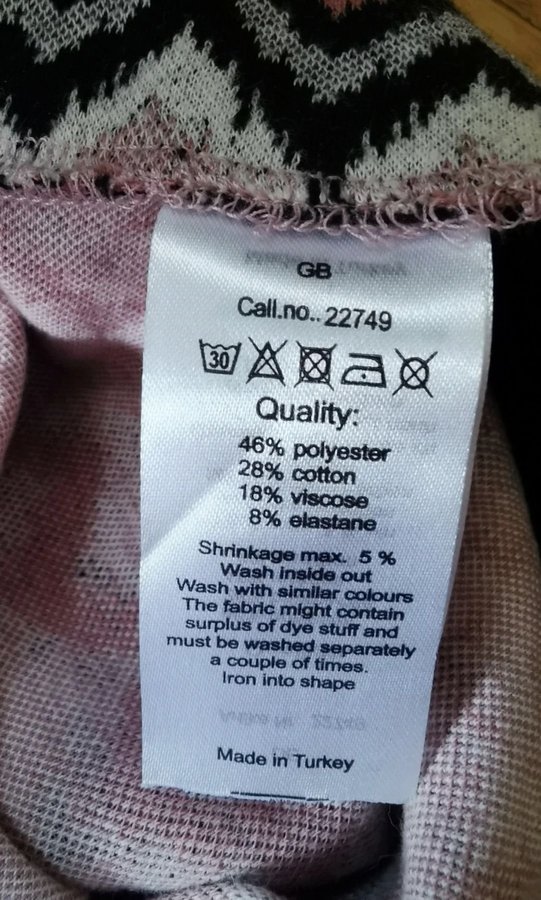 GB
Call.no..22749
30
Quality:
46% polyester
28% cotton
18% viscose
8% elastane
Shrinkage max. 5 %
Wash inside out
Wash with similar colours
The fabric might contain
surplus of dye stuff and
must be washed separately
a couple of times.
Iron into shape
Made in Turkey